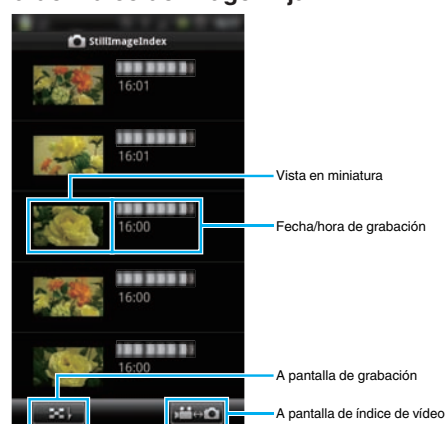 StillImageIndex
16:01
16:01
Vista en miniatura
16:00
Fecha/hora de grabación
16:00
16:00
A pantalla de grabación
A pantalla de índice de vídeo